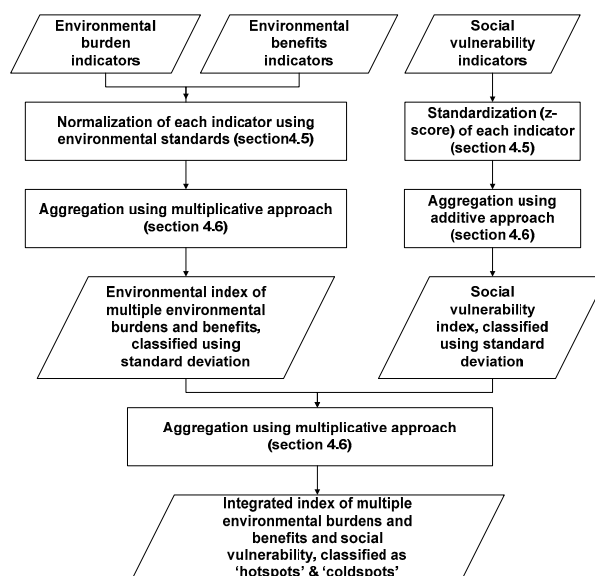 Environmental
burden
indicators
Environmental
benefits
indicators
Social
vulnerability
indicators
Normalization of each indicator using
environmental standards (section4.5)
Standardization (z-
score) of each indicator
(section 4.5)
Aggregation using multiplicative approach
(section 4.6)
Aggregation using
additive approach
(section 4.6)
Environmental index of
multiple environmental
burdens and benefits,
classified using
standard deviation
Social
vulnerability
index, classified
using standard
deviation
Aggregation using multiplicative approach
(section 4.6)
Integrated index of multiple
environmental burdens and
benefits and social
vulnerability, classified as
‘hotspots’ & ‘coldspots’